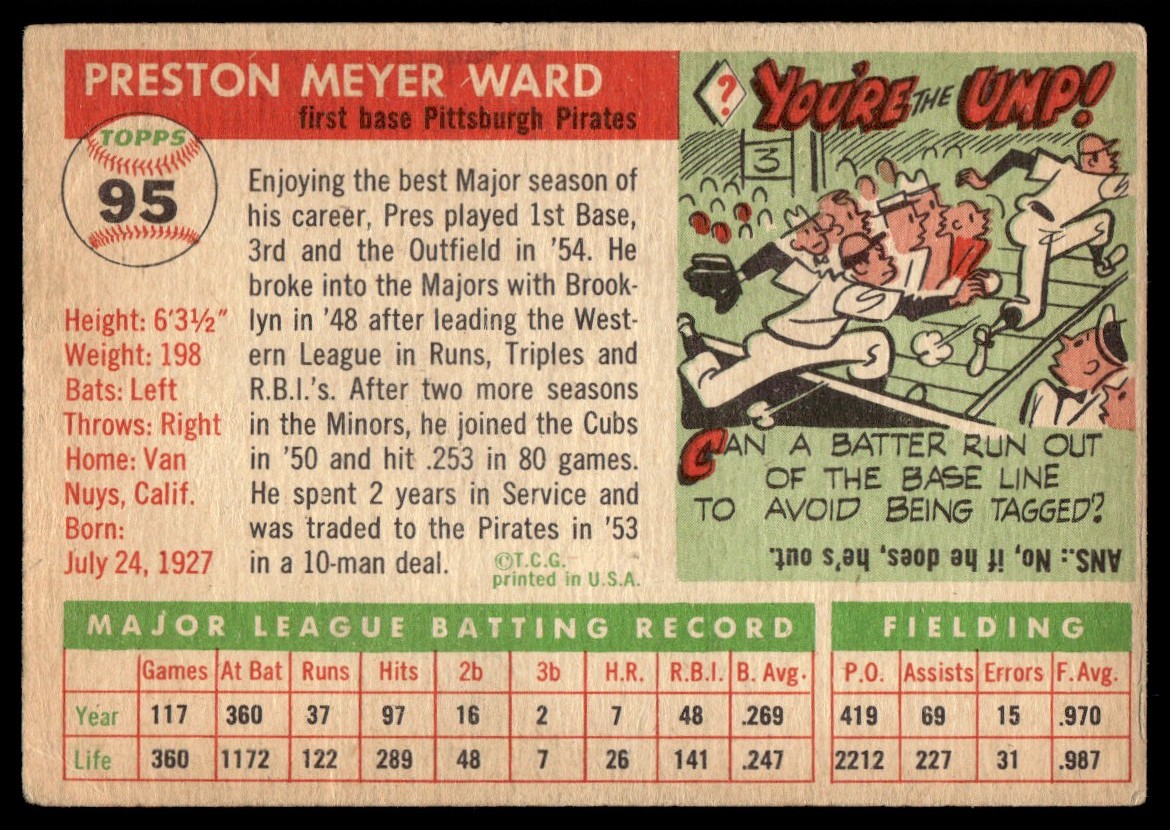 PRESTON MEYER WARD
first base Pittsburgh Pirates
TOPPS
95
Height: 6'3½"
Weight: 198
Bats: Left
Throws: Right
Home: Van
Nuys, Calif.
Born:
July 24, 1927
Enjoying the best Major season of
his career, Pres played 1st Base,
3rd and the Outfield in '54. He
broke into the Majors with Brook-
lyn in '48 after leading the West-
ern League in Runs, Triples and
R.B.I.'s. After two more seasons
in the Minors, he joined the Cubs
in '50 and hit .253 in 80 games.
He spent 2 years in Service and
was traded to the Pirates in '53
in a 10-man deal.
©T.C.G.
printed in U.S.A.
?
YOU'RE THE UMP!
3
CAN A BATTER RUN OUT
OF THE BASE LINE
TO AVOID BEING TAGGED?
ANS.: No, if he does, he's out.
MAJOR LEAGUE BATTING RECORD
Games At Bat Runs Hits 2b 3b H.R. R.B.I. B. Avg.
Year 117 360 37 97 16 2 7 48 .269
Life 360 1172 122 289 48 7 26 141 .247
FIELDING
P.O. Assists Errors F. Avg.
419 69 15 .970
2212 227 31 .987